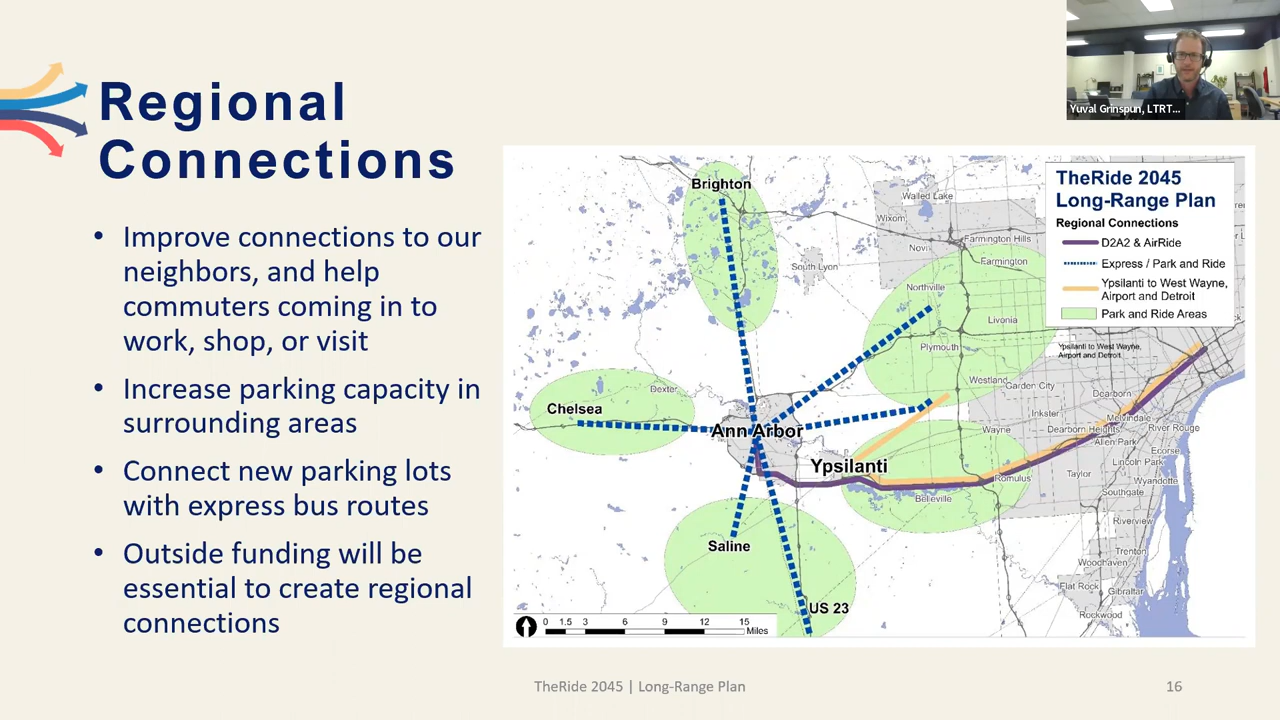 Yuval Grinspun, LTRT...
Regional
Connections
• Improve connections to our
neighbors, and help
commuters coming in to
work, shop, or visit
• Increase parking capacity in
surrounding areas
• Connect new parking lots
with express bus routes
• Outside funding will be
essential to create regional
connections
TheRide 2045
Long-Range Plan
Regional Connections
D2A2 & AirRide
Express / Park and Ride
Ypsilanti to West Wayne,
Airport and Detroit
Park and Ride Areas
Brighton
Walled Lake
Wixom
Novi
Farmington Hills
Farmington
South Lyon
Northville
Livonia
Plymouth
Ypsilanti to West Wayne,
Airport and Detroit
Westland
Garden City
Dexter
Chelsea
Dearborn
Inkster
Melvindale
Ann Arbor
Wayne
Dearborn Heights
River Rouge
Allen Park
Ecorse
Lincoln Park
Ypsilanti
Taylor
Romulus
Wyandotte
Southgate
Belleville
Riverview
Saline
Trenton
Woodhaven
Flat Rock
Gibraltar
US 23
Rockwood
0 1.5 3 6 9 12 15
Miles
TheRide 2045 | Long-Range Plan
16